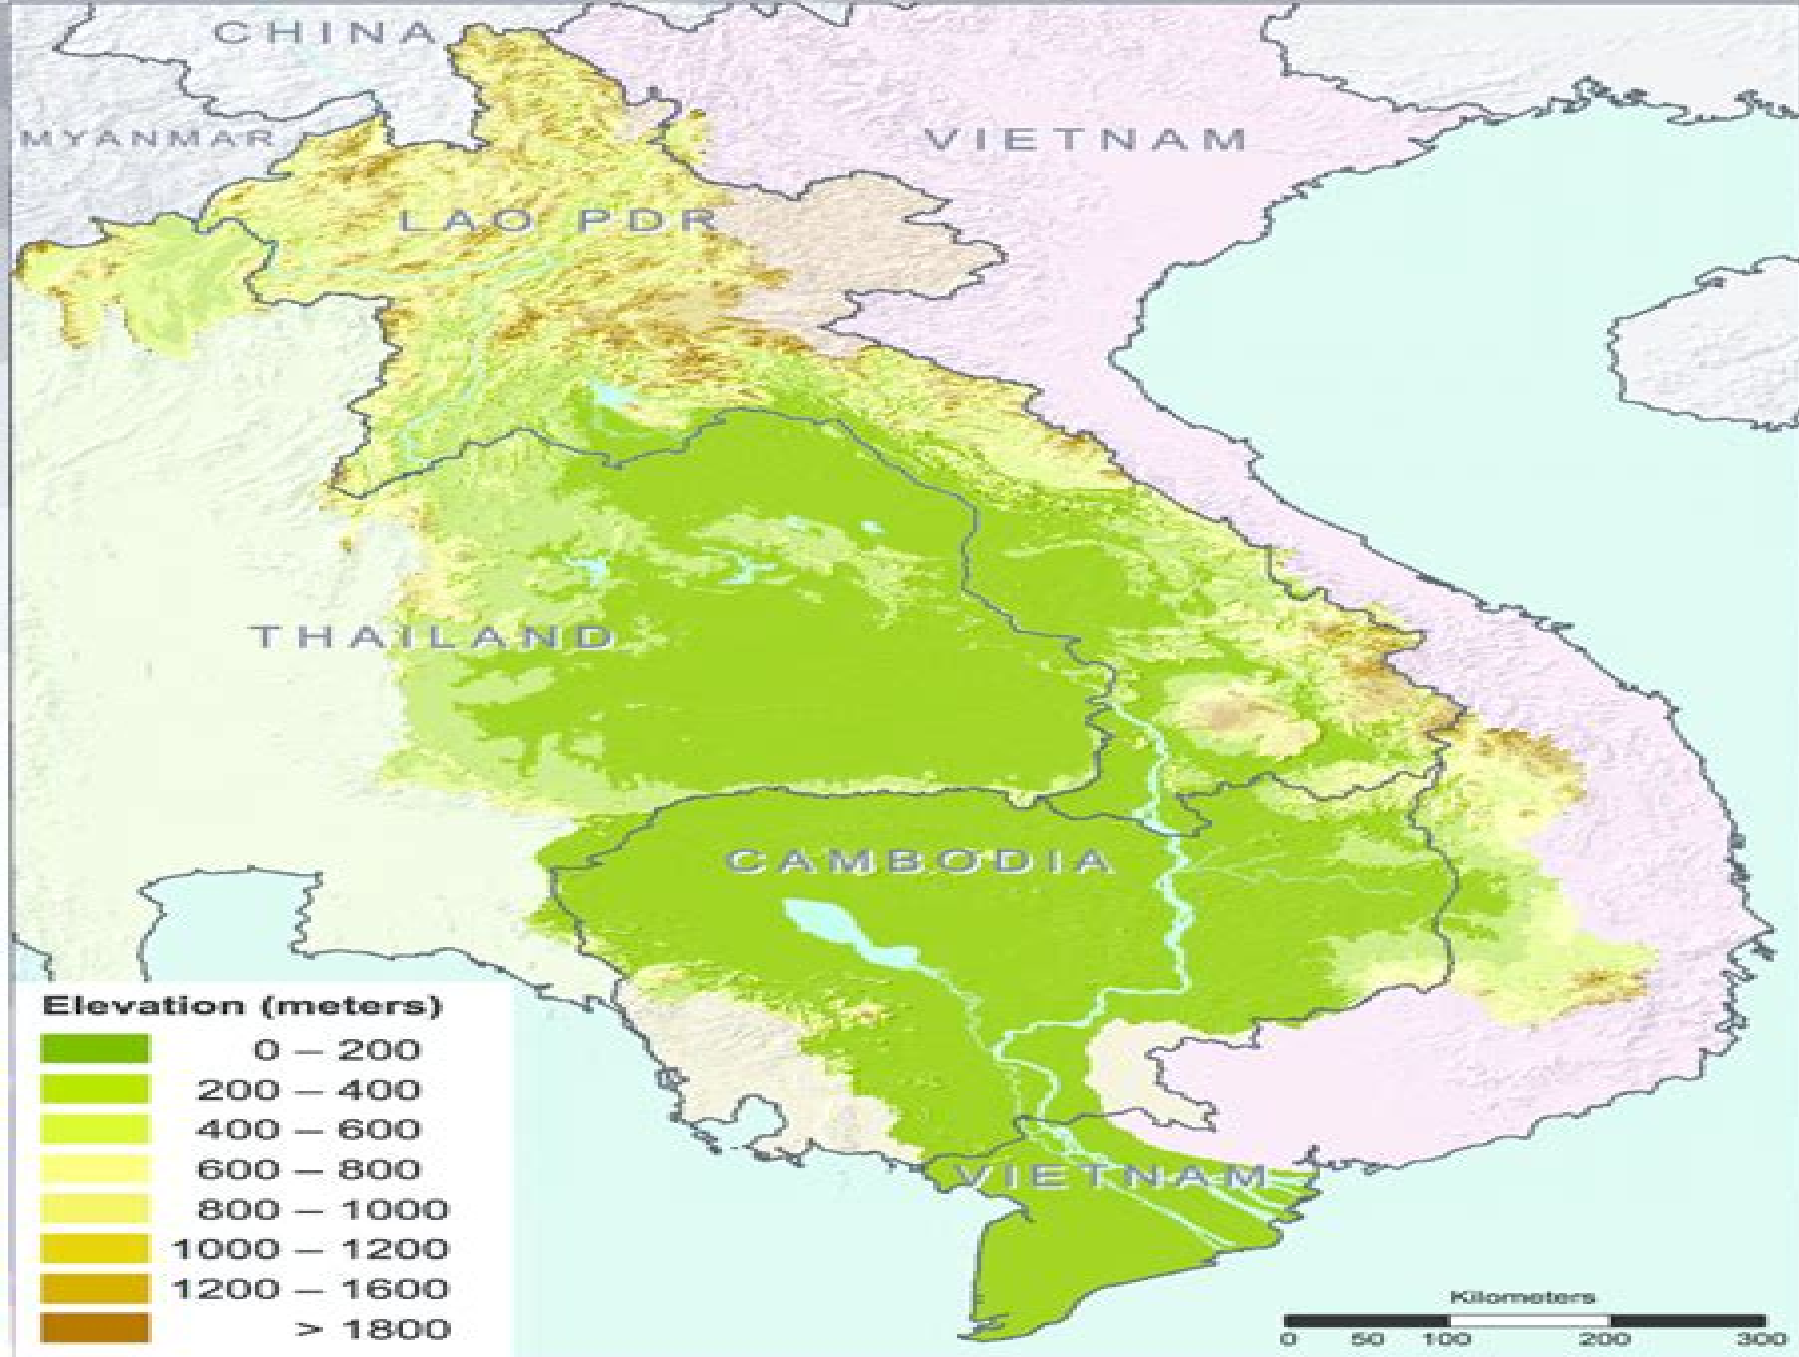 CHINA
MYANMAR
VIETNAM
LAO PDR
THAILAND
CAMBODIA
VIETNAM
Elevation (meters)
0 – 200
200 – 400
400 – 600
600 – 800
800 – 1000
1000 – 1200
1200 – 1600
> 1800
Kilometers
0 50 100 200 300